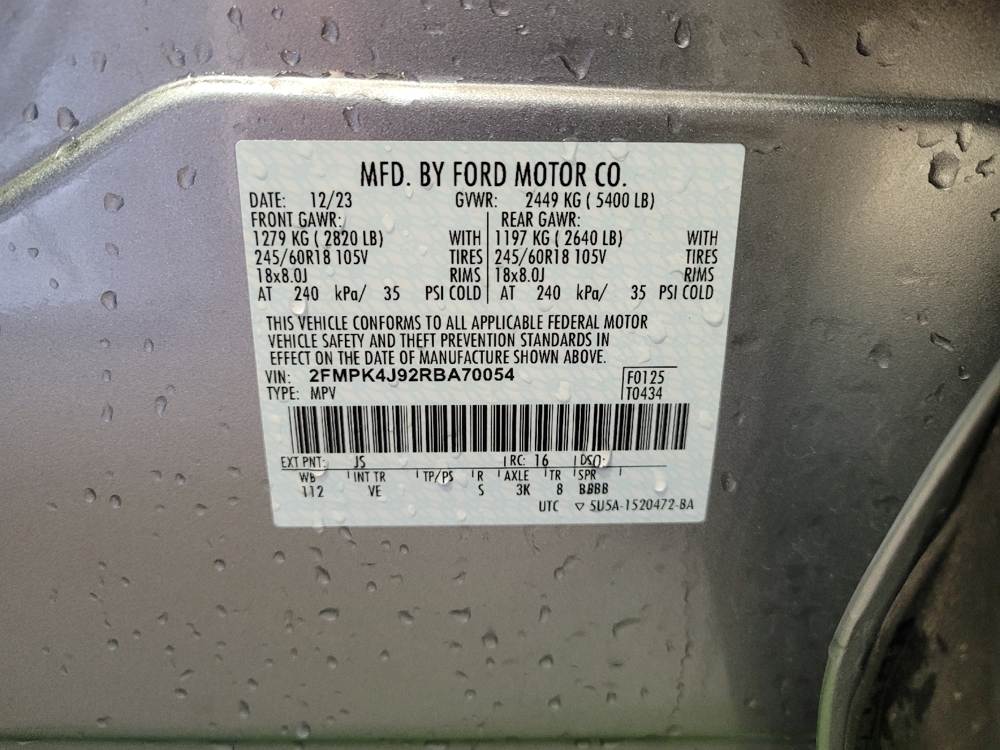 MFD. BY FORD MOTOR CO.
DATE: 12/23 GVWR: 2449 KG ( 5400 LB)
FRONT GAWR: REAR GAWR:
1279 KG ( 2820 LB) WITH 1197 KG ( 2640 LB) WITH
245/60R18 105V TIRES 245/60R18 105V TIRES
18x8.0J RIMS 18x8.0J RIMS
AT 240 kPa/ 35 PSI COLD AT 240 kPa/ 35 PSI COLD
THIS VEHICLE CONFORMS TO ALL APPLICABLE FEDERAL MOTOR
VEHICLE SAFETY AND THEFT PREVENTION STANDARDS IN
EFFECT ON THE DATE OF MANUFACTURE SHOWN ABOVE.
VIN: 2FMPK4J92RBA70054 F0125
TYPE: MPV T0434
EXT PNT: JS RC: 16 DSO:
WB INT TR TP/PS R AXLE TR SPR
112 VE S 3K 8 BBBB
UTC ▽ 5U5A-1520472-BA